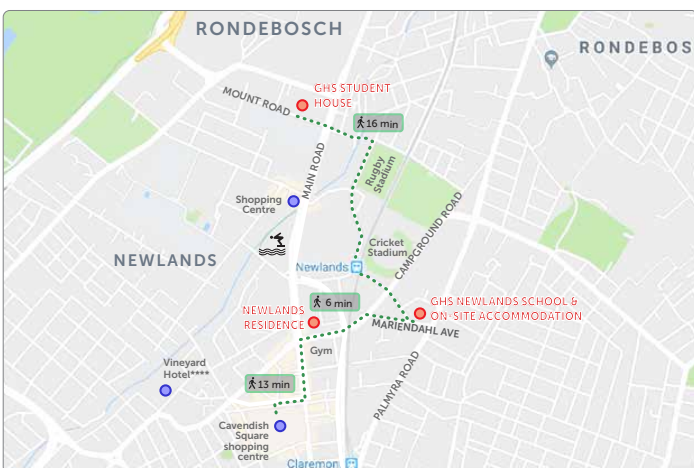 RONDEBOSCH
RONDEBOS
GHS STUDENT
HOUSE
MOUNT ROAD
16 min
MAIN ROAD
Rugby
Stadium
Shopping
Centre
CAMPGROUND ROAD
Cricket
Stadium
NEWLANDS
Newlands
6 min
NEWLANDS
RESIDENCE
GHS NEWLANDS SCHOOL &
ON-SITE ACCOMMODATION
MARIENDAHL AVE
Gym
Vineyard
Hotel****
13 min
PALMYRA ROAD
Cavendish
Square
shopping
centre
Claremon